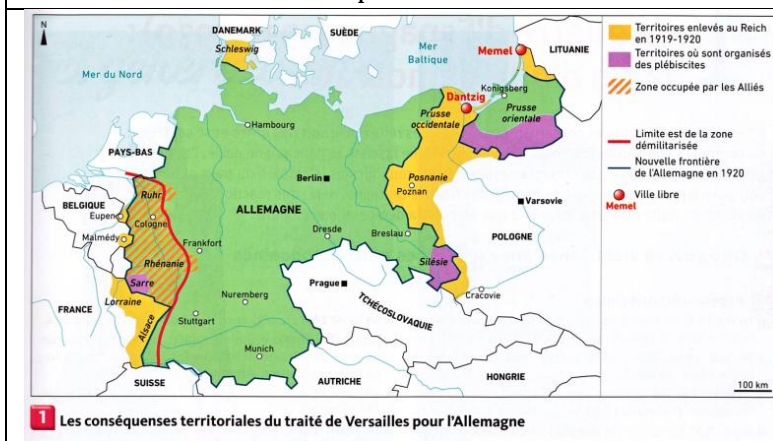 N
DANEMARK
SUÈDE
Schleswig
Mer du Nord
Mer
Baltique
Memel
LITUANIE
Dantzig
Konigsberg
Prusse
orientale
Prusse
occidentale
Hambourg
PAYS-BAS
Berlin
Posnanie
Poznan
Varsovie
Ruhr
BELGIQUE
Eupen
Cologne
ALLEMAGNE
Malmédy
Dresde
Breslau
POLOGNE
Frankfort
Rhénanie
Silésie
Sarre
Prague
Cracovie
Lorraine
Nuremberg
TCHÉCOSLOVAQUIE
FRANCE
Alsace
Stuttgart
Munich
SUISSE
AUTRICHE
HONGRIE
Territoires enlevés au Reich
en 1919-1920
Territoires où sont organisés
des plébiscites
Zone occupée par les Alliés
Limite est de la zone
démilitarisée
Nouvelle frontière
de l'Allemagne en 1920
Ville libre
Memel
100 km
1 Les conséquenses territoriales du traité de Versailles pour l'Allemagne